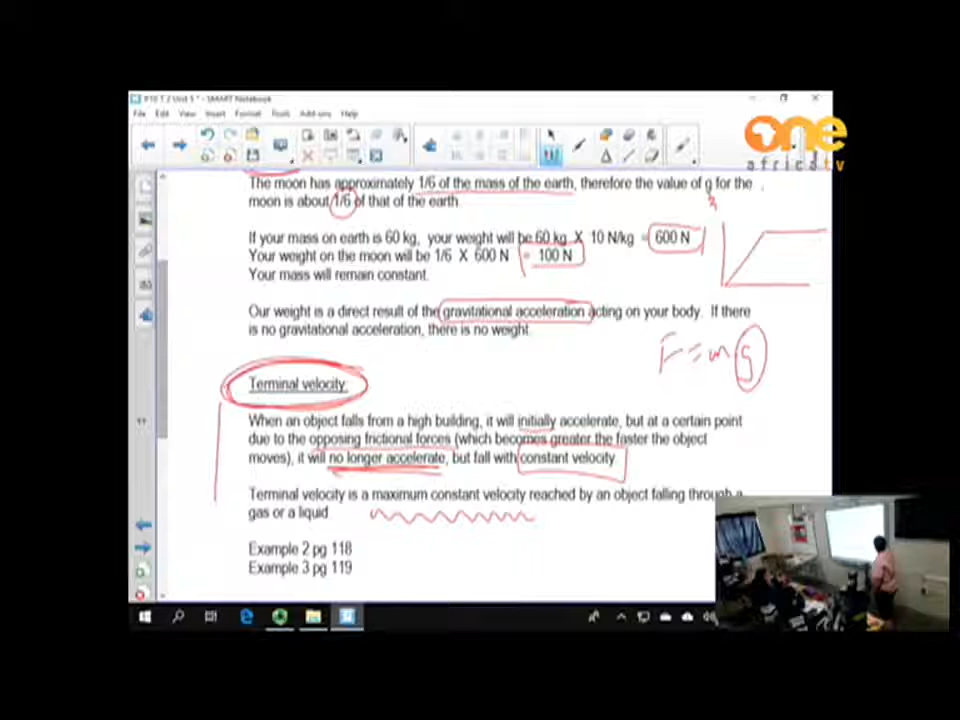 one
africa tv
P10 T 2 Unit 5 * - SMART Notebook
File Edit View Insert Format Tools Add-ons Help
The moon has approximately 1/6 of the mass of the earth, therefore the value of g for the
moon is about 1/6 of that of the earth.
If your mass on earth is 60 kg, your weight will be 60 kg X 10 N/kg = 600 N
Your weight on the moon will be 1/6 X 600 N = 100 N
Your mass will remain constant.
Our weight is a direct result of the gravitational acceleration acting on your body. If there
is no gravitational acceleration, there is no weight.
F = mg
Terminal velocity
When an object falls from a high building, it will initially accelerate, but at a certain point
due to the opposing frictional forces (which becomes greater the faster the object
moves), it will no longer accelerate, but fall with constant velocity.
Terminal velocity is a maximum constant velocity reached by an object falling through a
gas or a liquid.
Example 2 pg 118
Example 3 pg 119